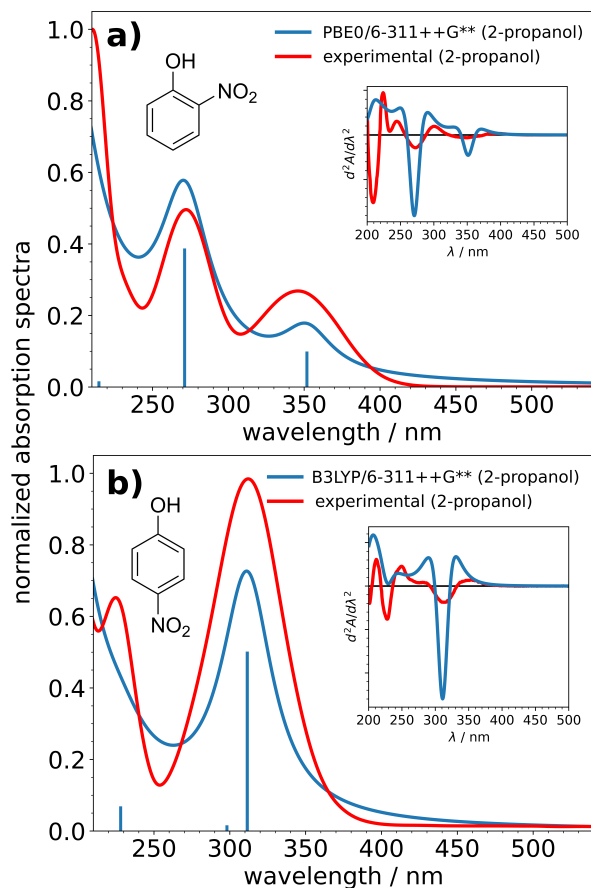 a)
PBE0/6-311++G** (2-propanol)
experimental (2-propanol)
OH
NO₂
d²A/dλ²
200 250 300 350 400 450 500
λ / nm
1.0
0.8
0.6
0.4
0.2
0.0
250 300 350 400 450 500
wavelength / nm
normalized absorption spectra
b)
B3LYP/6-311++G** (2-propanol)
experimental (2-propanol)
OH
NO₂
d²A/dλ²
200 250 300 350 400 450 500
λ / nm
1.0
0.8
0.6
0.4
0.2
0.0
250 300 350 400 450 500
wavelength / nm